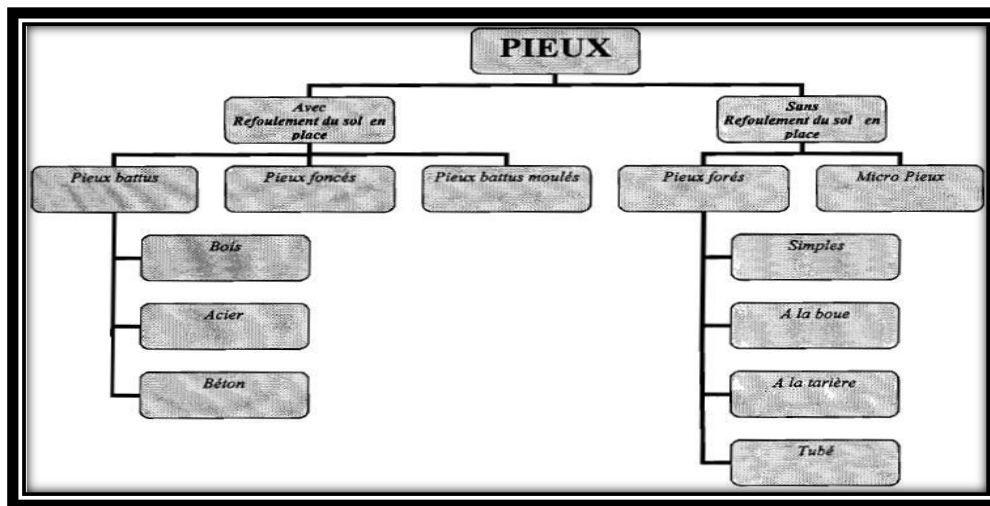 PIEUX
Avec
Refoulement du sol en
place
Sans
Refoulement du sol en
place
Pieux battus
Pieux foncés
Pieux battus moulés
Pieux forés
Micro Pieux
Bois
Acier
Béton
Simples
A la boue
A la tarière
Tubé